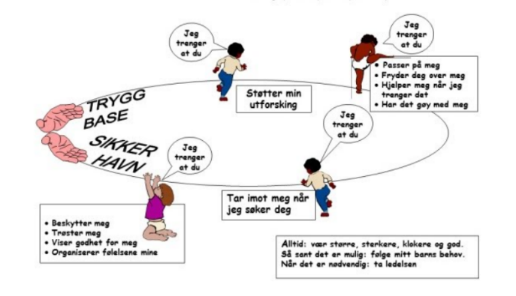 Jeg
trenger
at du
Støtter min
utforsking
Jeg
trenger
at du
• Passer på meg
• Fryder deg over meg
• Hjelper meg når jeg
trenger det
• Har det gøy med meg
TRYGG
BASE
SIKKER
HAVN
Jeg
trenger
at du
Tar imot meg når
jeg søker deg
Jeg
trenger
at du
• Beskytter meg
• Trøster meg
• Viser godhet for meg
• Organiserer følelsene mine
Alltid: vær større, sterkere, klokere og god.
Så sant det er mulig: følge mitt barns behov.
Når det er nødvendig: ta ledelsen